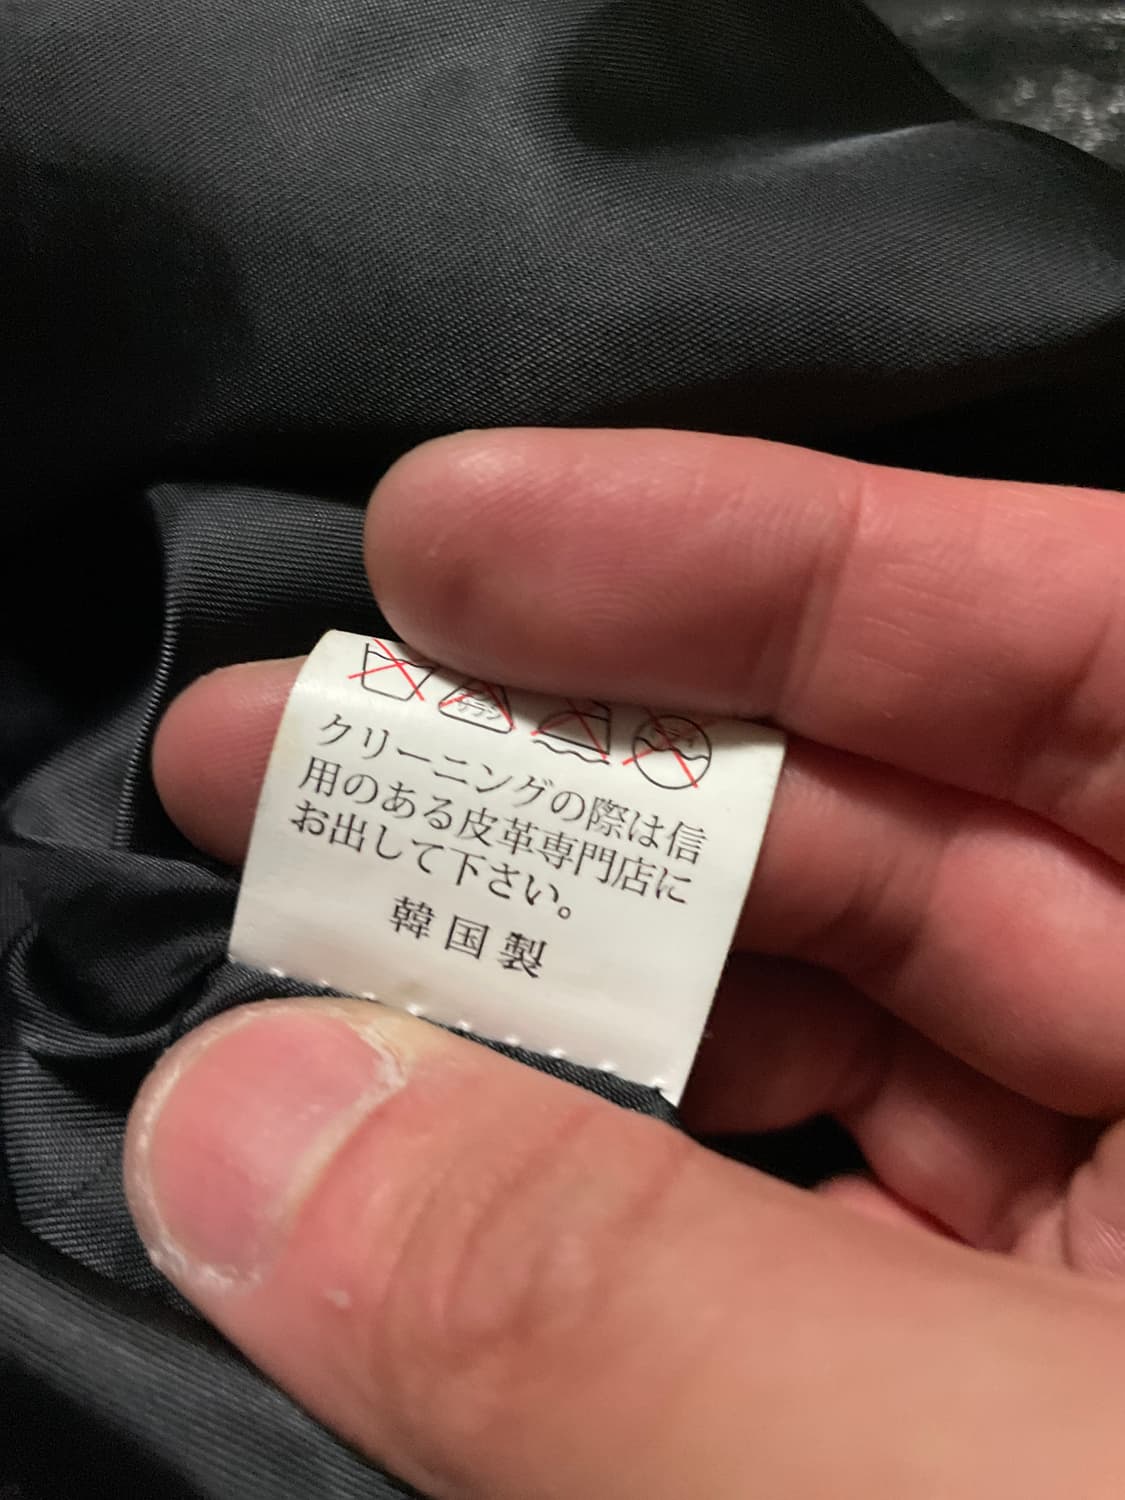 クリーニングの際は信
用のある皮革専門店に
お出して下さい。
韓国製